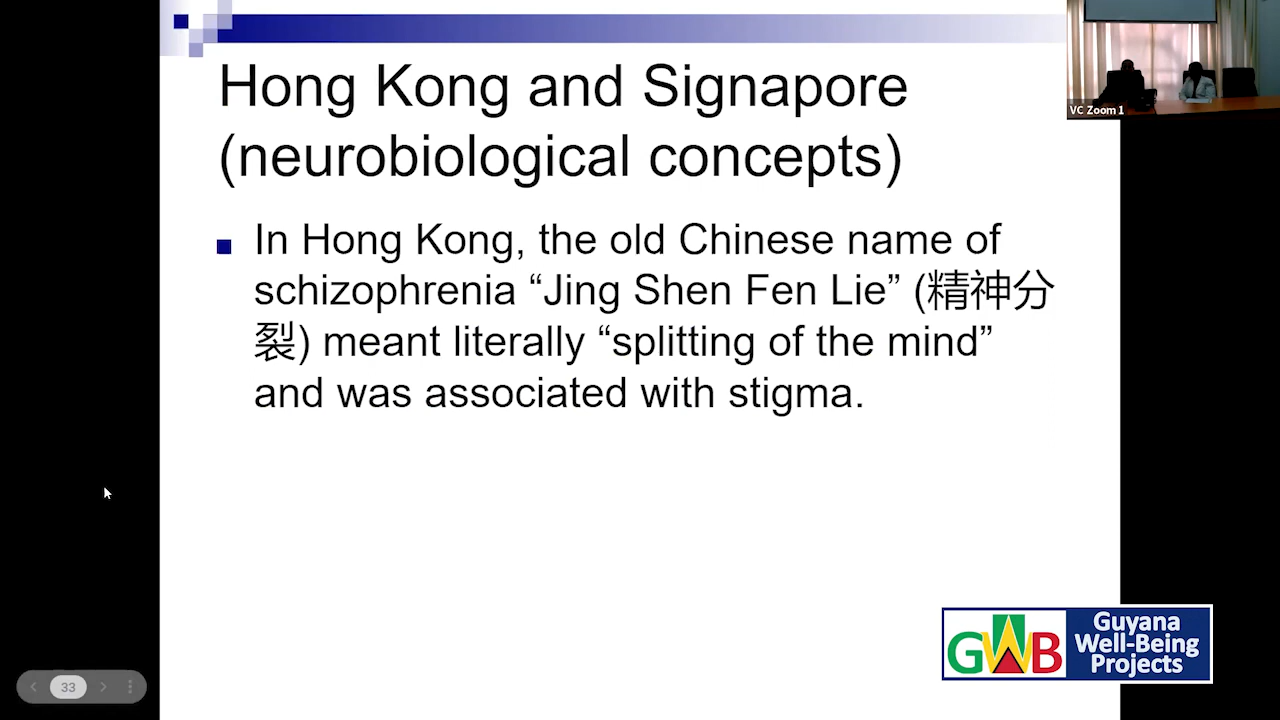 Hong Kong and Signapore
(neurobiological concepts)
In Hong Kong, the old Chinese name of
schizophrenia “Jing Shen Fen Lie” (精神分
裂) meant literally “splitting of the mind”
and was associated with stigma.
VC Zoom 1
33
GWB
Guyana
Well-Being
Projects